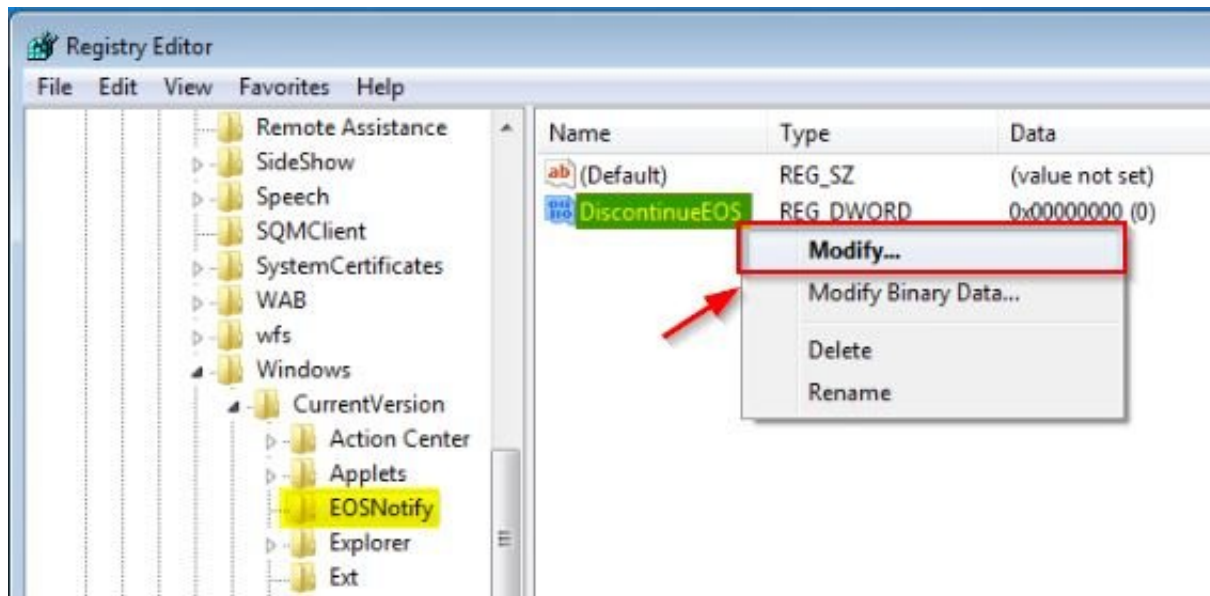 Registry Editor
File Edit View Favorites Help
Remote Assistance
SideShow
Speech
SQMClient
SystemCertificates
WAB
wfs
Windows
CurrentVersion
Action Center
Applets
EOSNotify
Explorer
Ext
Name Type Data
ab (Default) REG_SZ (value not set)
DiscontinueEOS REG_DWORD 0x00000000 (0)
Modify...
Modify Binary Data...
Delete
Rename